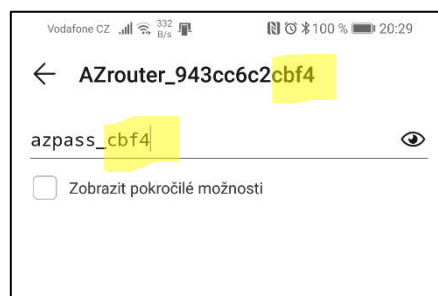 Vodafone CZ 332 B/s 100 % 20:29
AZrouter_943cc6c2cbf4
azpass_cbf4
Zobrazit pokročilé možnosti